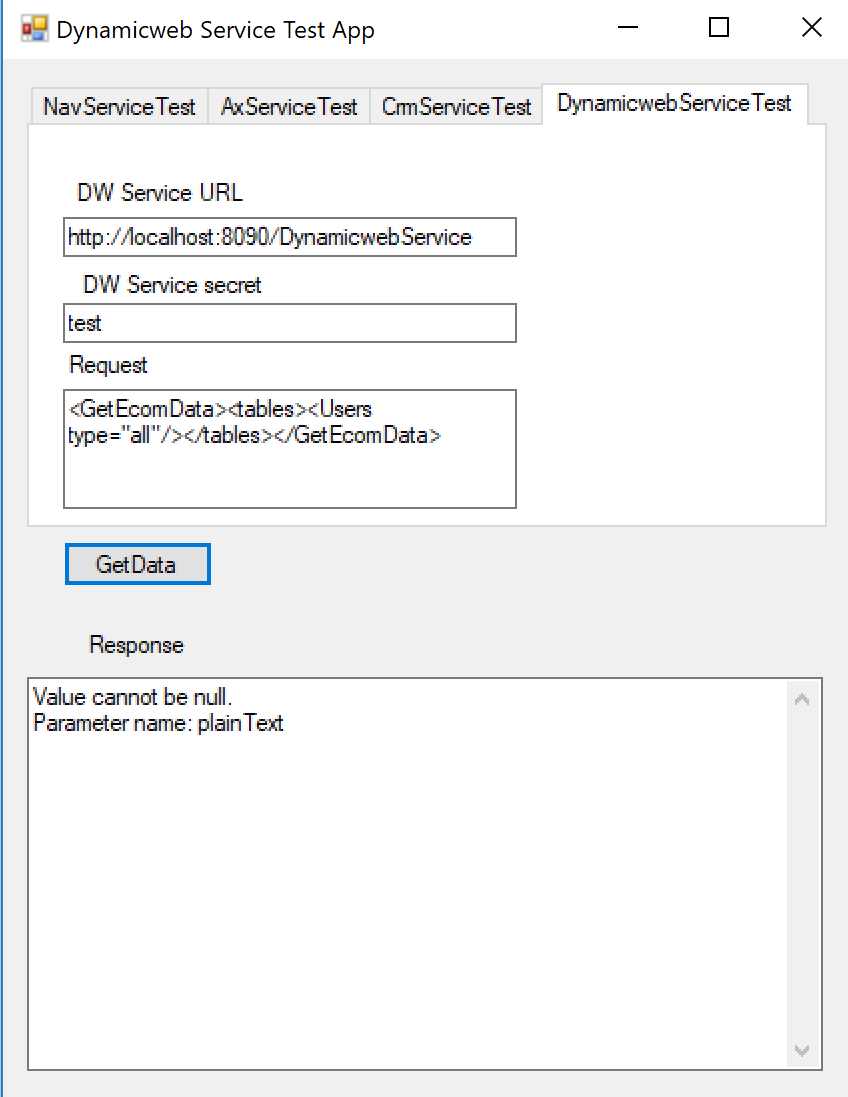 Dynamicweb Service Test App
NavServiceTest AxServiceTest CrmServiceTest DynamicwebServiceTest
DW Service URL
http://localhost:8090/DynamicwebService
DW Service secret
test
Request
<GetEcomData><tables><Users
type="all"/></tables></GetEcomData>
GetData
Response
Value cannot be null.
Parameter name: plainText